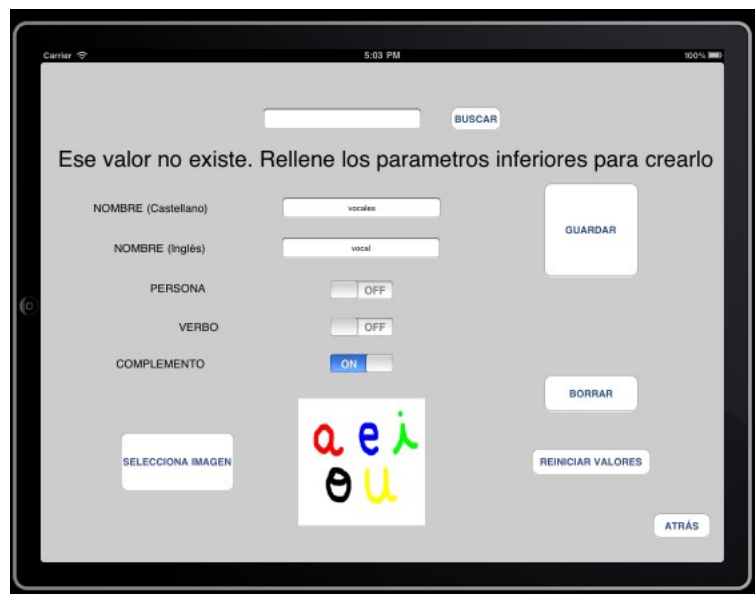 Carrier 5:03 PM 100%
BUSCAR
Ese valor no existe. Rellene los parametros inferiores para crearlo
NOMBRE (Castellano) vocales
GUARDAR
NOMBRE (Inglés) vocal
PERSONA OFF
VERBO OFF
COMPLEMENTO ON
BORRAR
a e i
o u
SELECCIONA IMAGEN
REINICIAR VALORES
ATRÁS